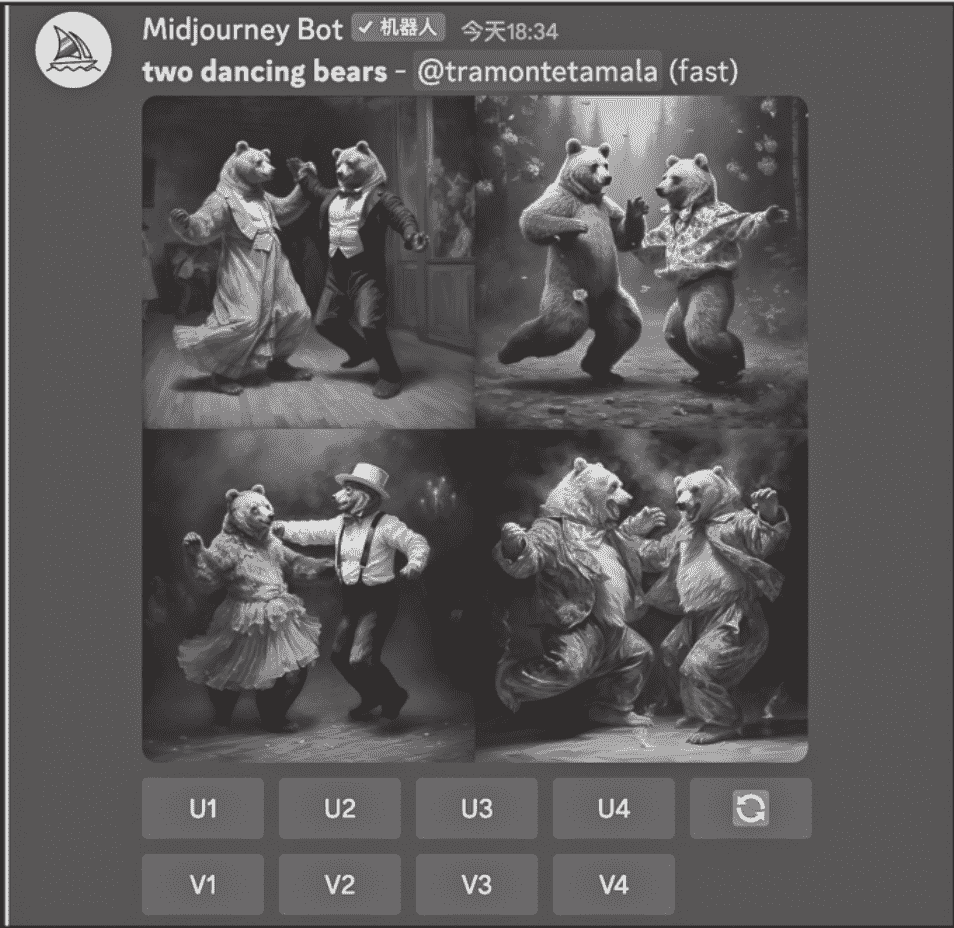 Midjourney Bot ✓ 机器人 今天18:34
two dancing bears - @tramontetamala (fast)
U1 U2 U3 U4
V1 V2 V3 V4